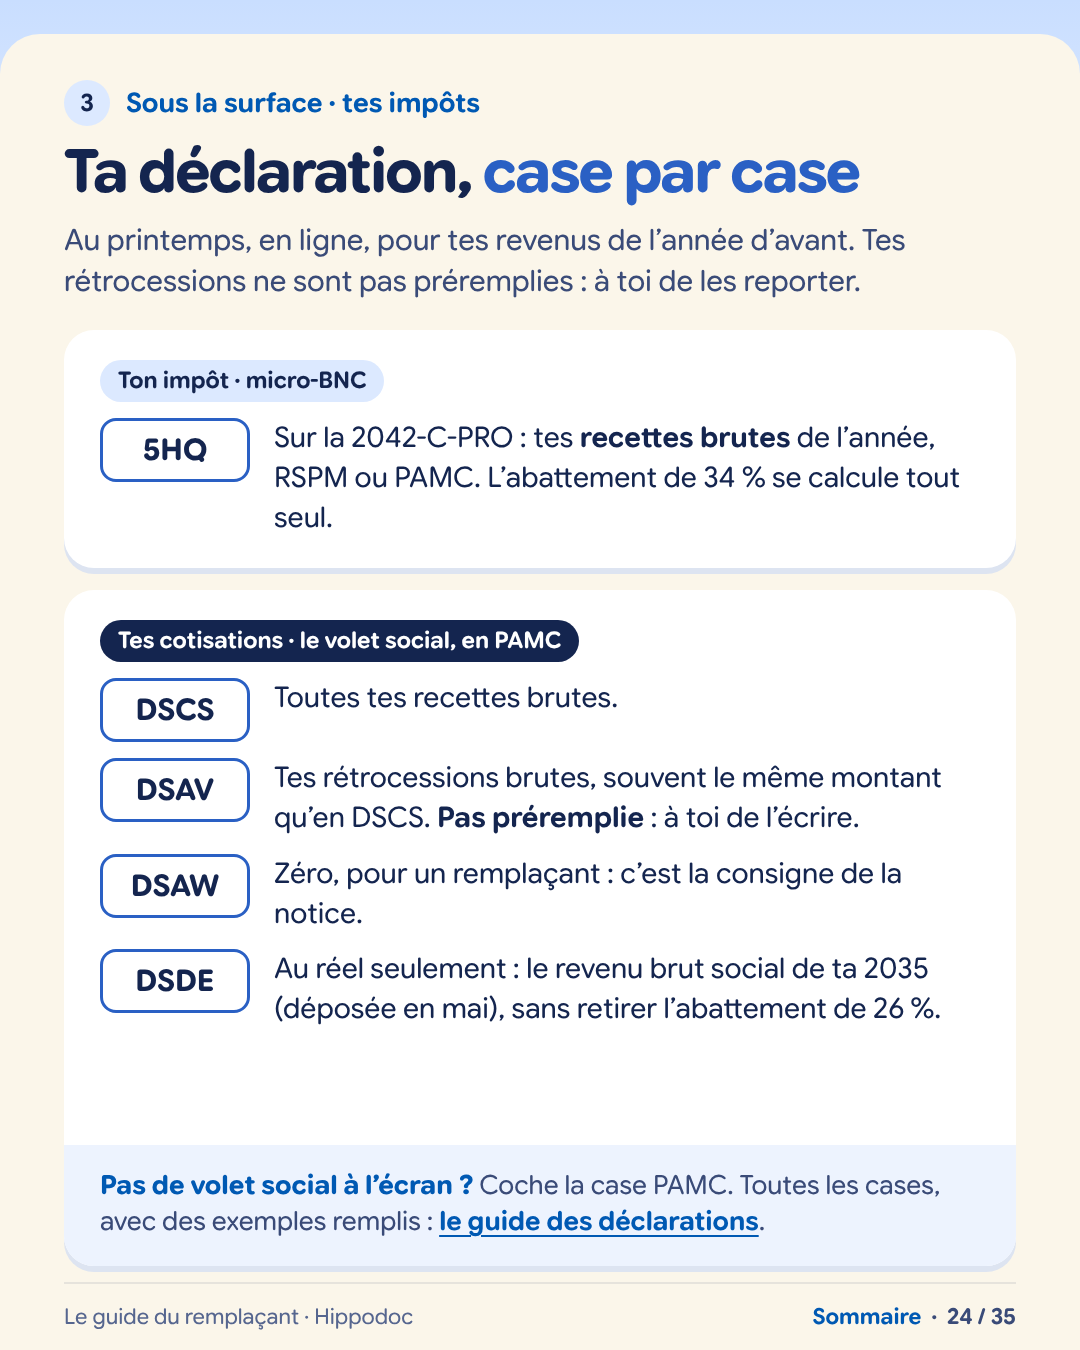 3 Sous la surface · tes impôts
Ta déclaration, case par case
Au printemps, en ligne, pour tes revenus de l’année d’avant. Tes
rétrocessions ne sont pas préremplies : à toi de les reporter.
Ton impôt · micro-BNC
5HQ
Sur la 2042-C-PRO : tes recettes brutes de l’année,
RSPM ou PAMC. L’abattement de 34 % se calcule tout
seul.
Tes cotisations · le volet social, en PAMC
DSCS
Toutes tes recettes brutes.
DSAV
Tes rétrocessions brutes, souvent le même montant
qu’en DSCS. Pas préremplie : à toi de l’écrire.
DSAW
Zéro, pour un remplaçant : c’est la consigne de la
notice.
DSDE
Au réel seulement : le revenu brut social de ta 2035
(déposée en mai), sans retirer l’abattement de 26 %.
Pas de volet social à l’écran ? Coche la case PAMC. Toutes les cases,
avec des exemples remplis : le guide des déclarations.
Le guide du remplaçant · Hippodoc
Sommaire · 24 / 35